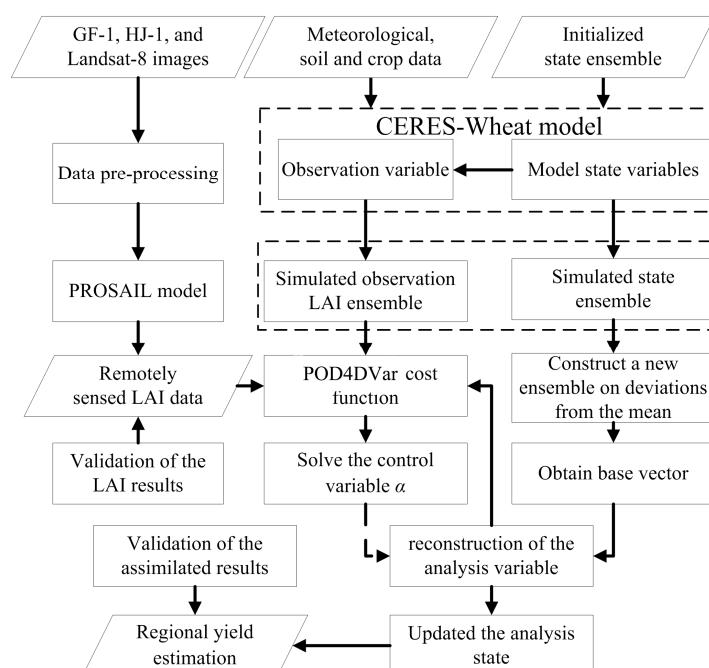 GF-1, HJ-1, and
Landsat-8 images
Meteorological,
soil and crop data
Initialized
state ensemble
CERES-Wheat model
Data pre-processing
Observation variable
Model state variables
PROSAIL model
Simulated observation
LAI ensemble
Simulated state
ensemble
Remotely
sensed LAI data
POD4DVar cost
function
Construct a new
ensemble on deviations
from the mean
Validation of the
LAI results
Solve the control
variable α
Obtain base vector
Validation of the
assimilated results
reconstruction of the
analysis variable
Regional yield
estimation
Updated the analysis
state